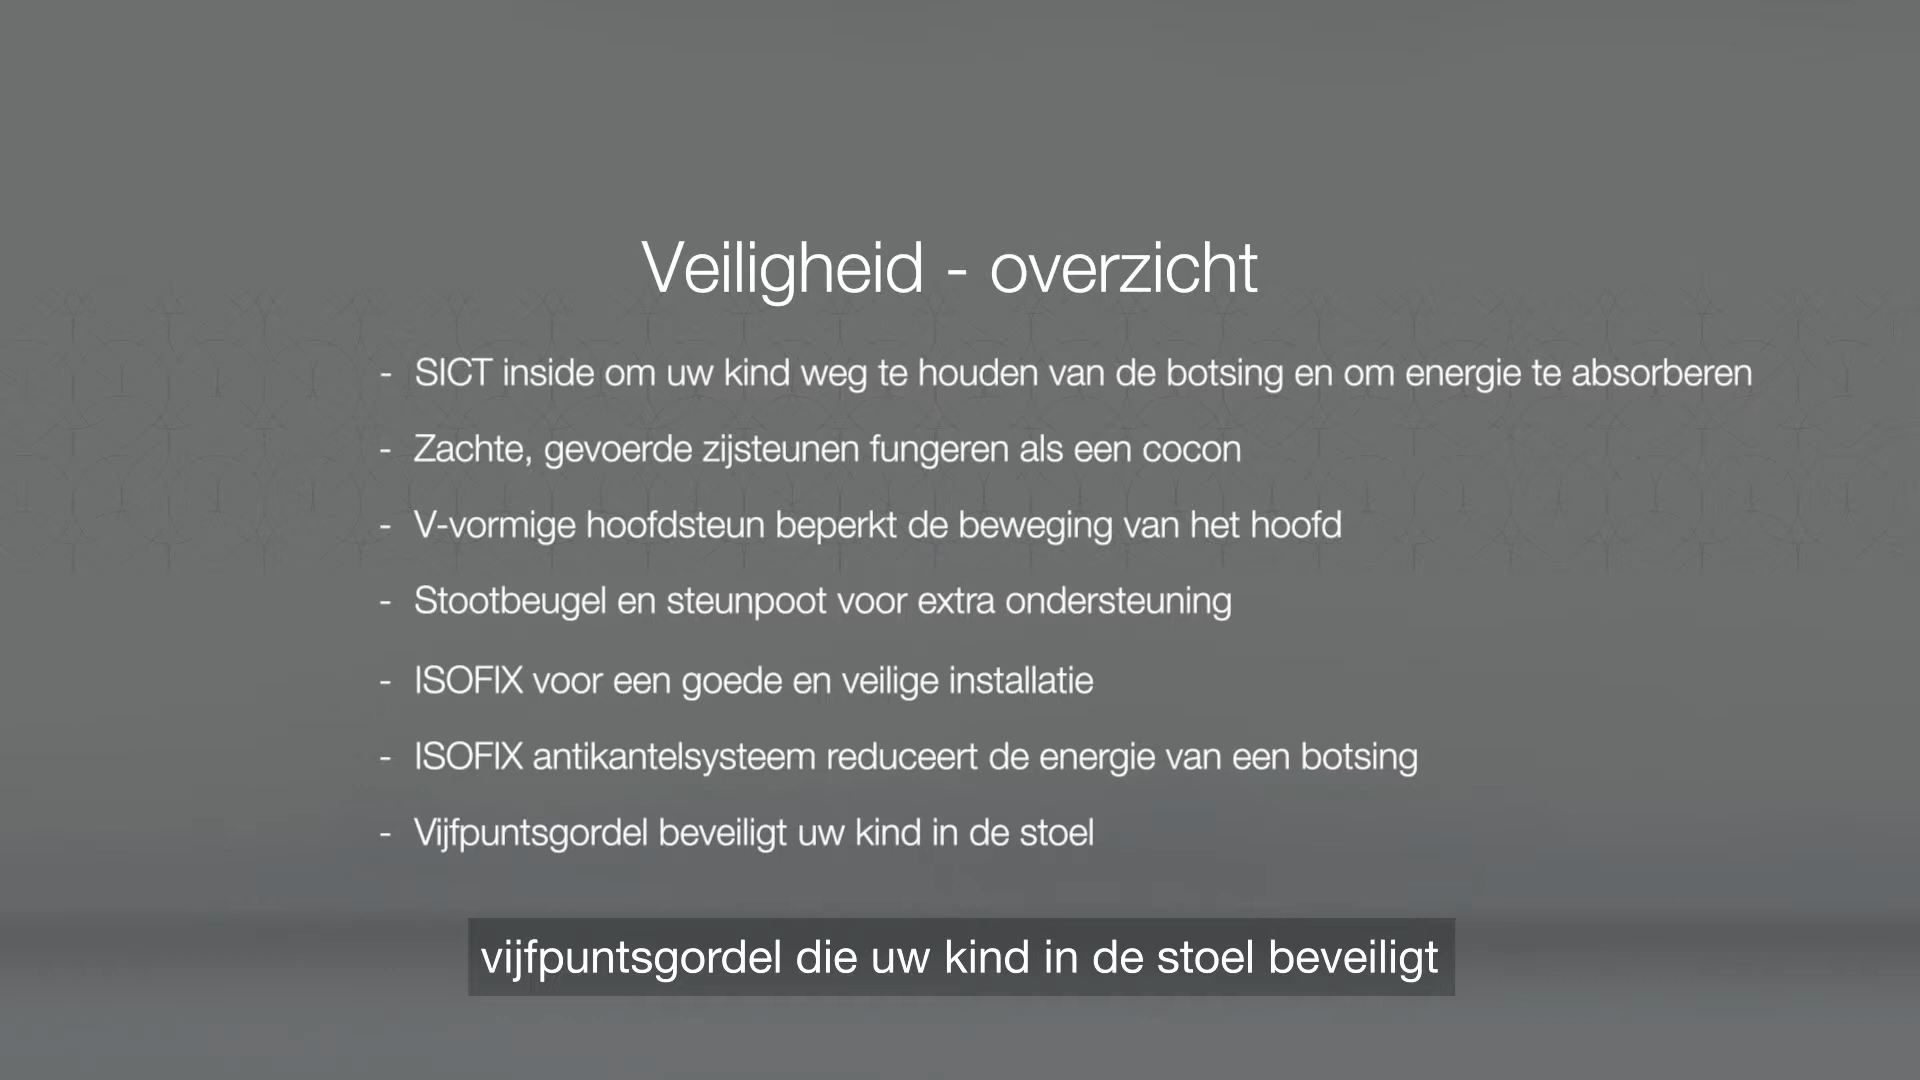 Veiligheid - overzicht
- SICT inside om uw kind weg te houden van de botsing en om energie te absorberen
- Zachte, gevoerde zijsteunen fungeren als een cocon
- V-vormige hoofdsteun beperkt de beweging van het hoofd
- Stootbeugel en steunpoot voor extra ondersteuning
- ISOFIX voor een goede en veilige installatie
- ISOFIX antikantelsysteem reduceert de energie van een botsing
- Vijfpuntsgordel beveiligt uw kind in de stoel
vijfpuntsgordel die uw kind in de stoel beveiligt